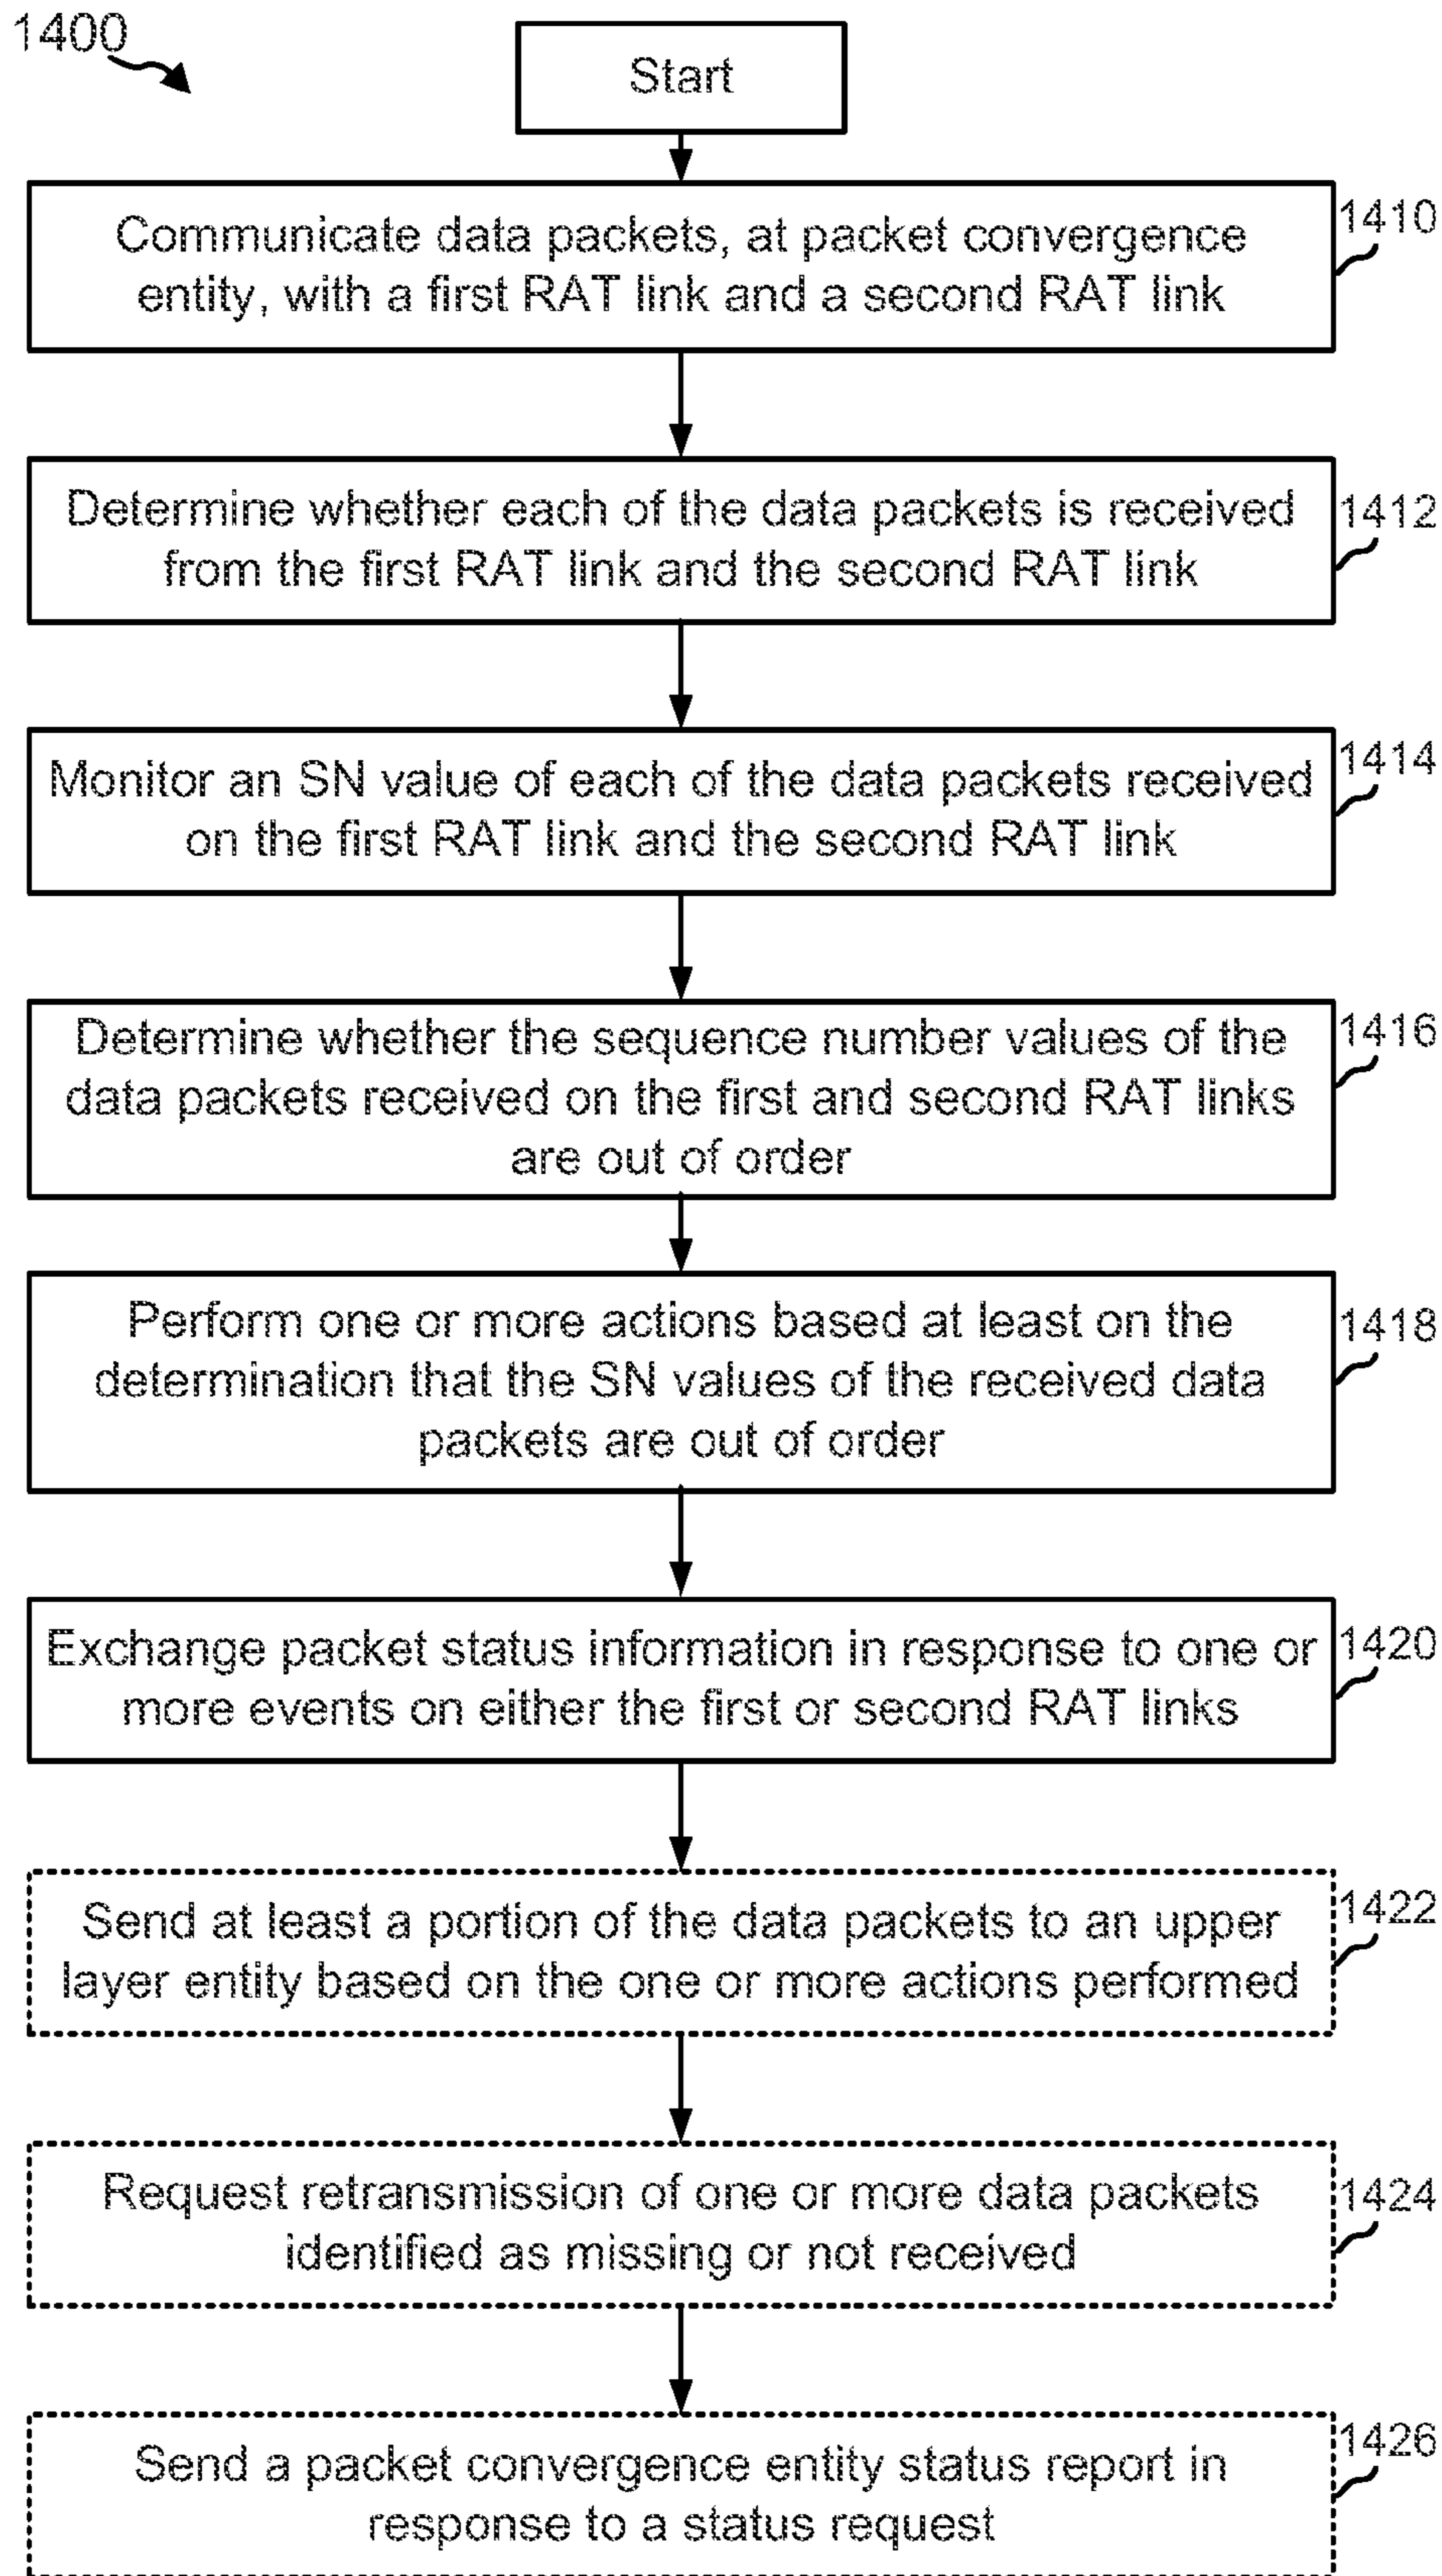 1400
Start
Communicate data packets, at packet convergence
entity, with a first RAT link and a second RAT link
1410
Determine whether each of the data packets is received
from the first RAT link and the second RAT link
1412
Monitor an SN value of each of the data packets received
on the first RAT link and the second RAT link
1414
Determine whether the sequence number values of the
data packets received on the first and second RAT links
are out of order
1416
Perform one or more actions based at least on the
determination that the SN values of the received data
packets are out of order
1418
Exchange packet status information in response to one or
more events on either the first or second RAT links
1420
Send at least a portion of the data packets to an upper
layer entity based on the one or more actions performed
1422
Request retransmission of one or more data packets
identified as missing or not received
1424
Send a packet convergence entity status report in
response to a status request
1426